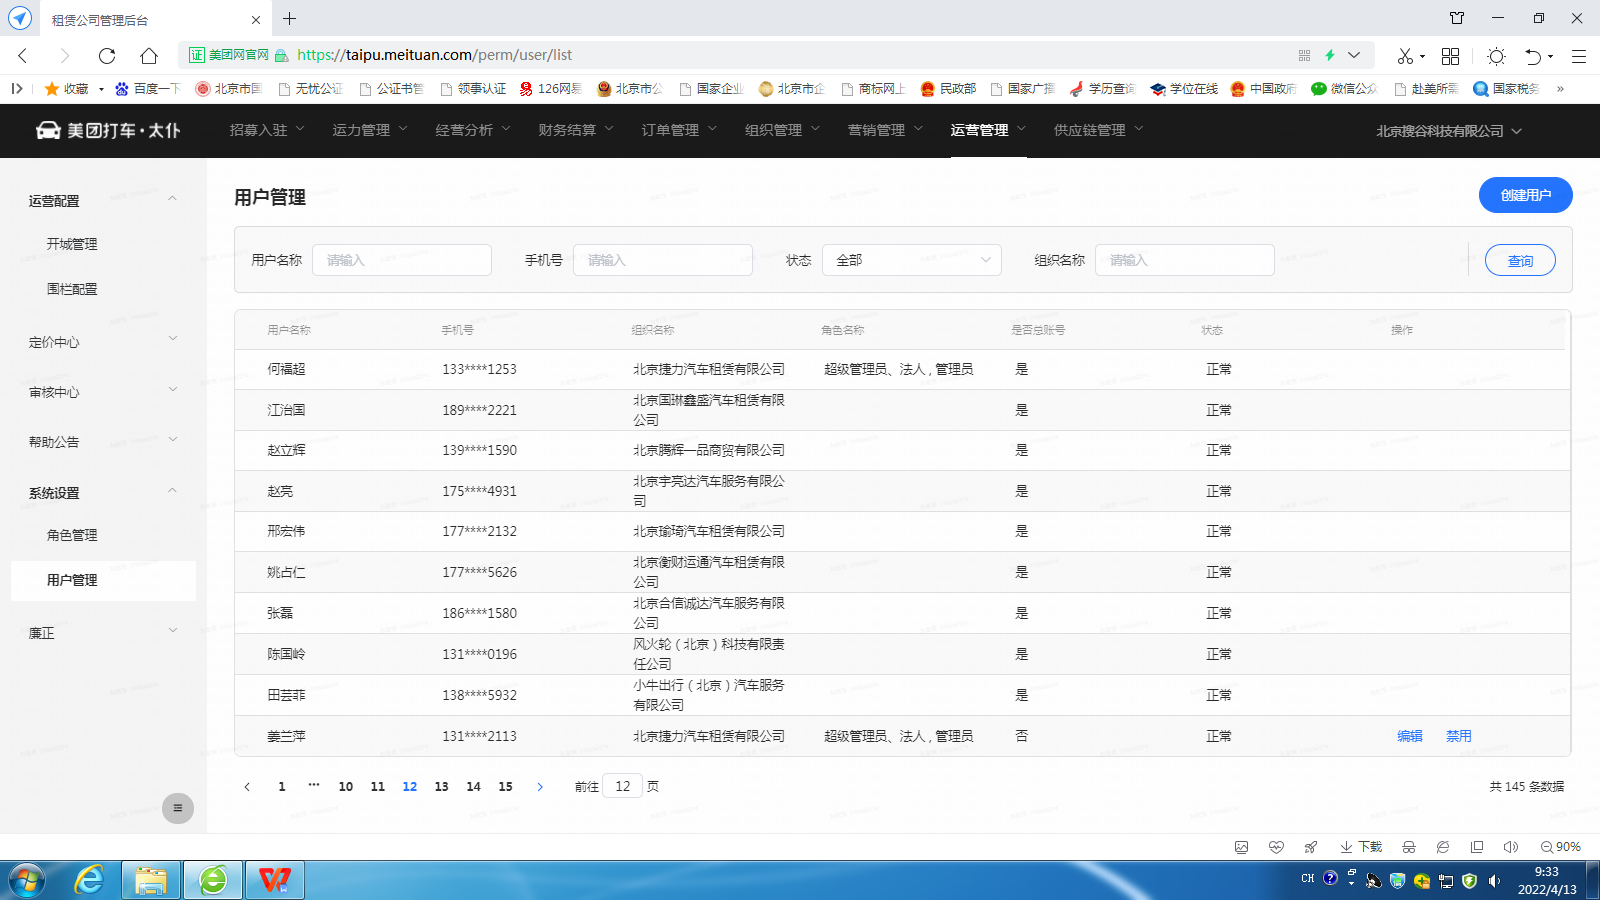 租赁公司管理后台
证 美团网官网 https://taipu.meituan.com/perm/user/list
收藏 百度一下 北京市国 无忧公证 公证书管 领事认证 126网易 北京市公 国家企业 北京市企 商标网上 民政部 国家广播 学历查询 学位在线 中国政府 微信公众 赴美所需 国家税务 »
美团打车·太仆 招募入驻 运力管理 经营分析 财务结算 订单管理 组织管理 营销管理 运营管理 供应链管理 北京搜谷科技有限公司
运营配置
开城管理
围栏配置
定价中心
审核中心
帮助公告
系统设置
角色管理
用户管理
廉正
用户管理 创建用户
用户名称 请输入 手机号 请输入 状态 全部 组织名称 请输入 查询
用户名称 手机号 组织名称 角色名称 是否总账号 状态 操作
何福超 133****1253 北京捷力汽车租赁有限公司 超级管理员、法人 , 管理员 是 正常
江治国 189****2221 北京国琳鑫盛汽车租赁有限
公司 是 正常
赵立辉 139****1590 北京腾辉一品商贸有限公司 是 正常
赵亮 175****4931 北京宇亮达汽车服务有限公
司 是 正常
邢宏伟 177****2132 北京瑜琦汽车租赁有限公司 是 正常
姚占仁 177****5626 北京衡财运通汽车租赁有限
公司 是 正常
张磊 186****1580 北京合信诚达汽车服务有限
公司 是 正常
陈国岭 131****0196 风火轮（北京）科技有限责
任公司 是 正常
田芸菲 138****5932 小牛出行（北京）汽车服务
有限公司 是 正常
姜兰萍 131****2113 北京捷力汽车租赁有限公司 超级管理员、法人 , 管理员 否 正常 编辑 禁用
1 ··· 10 11 12 13 14 15 前往 12 页 共 145 条数据
下载 90%
CH 9:33
2022/4/13